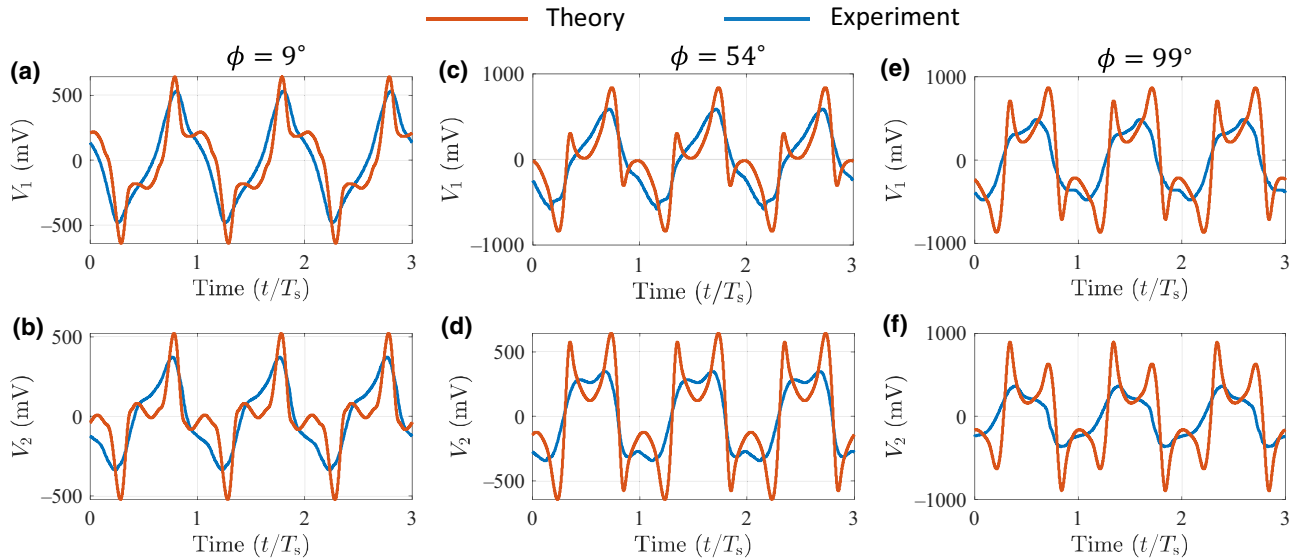 Theory Experiment
(a) ϕ = 9°
V₁ (mV)
500
0
−500
0 1 2 3
Time (t/Tₛ)
(c) ϕ = 54°
V₁ (mV)
1000
0
−1000
0 1 2 3
Time (t/Tₛ)
(e) ϕ = 99°
V₁ (mV)
1000
0
−1000
0 1 2 3
Time (t/Tₛ)
(b)
V₂ (mV)
500
0
−500
0 1 2 3
Time (t/Tₛ)
(d)
V₂ (mV)
500
0
−500
0 1 2 3
Time (t/Tₛ)
(f)
V₂ (mV)
1000
0
−1000
0 1 2 3
Time (t/Tₛ)